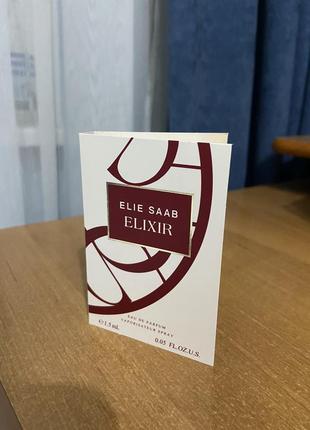 ELIE SAAB
ELIXIR
EAU DE PARFUM
VAPORISATEUR SPRAY
e 1.5 mL 0.05 FL.OZ.U.S.